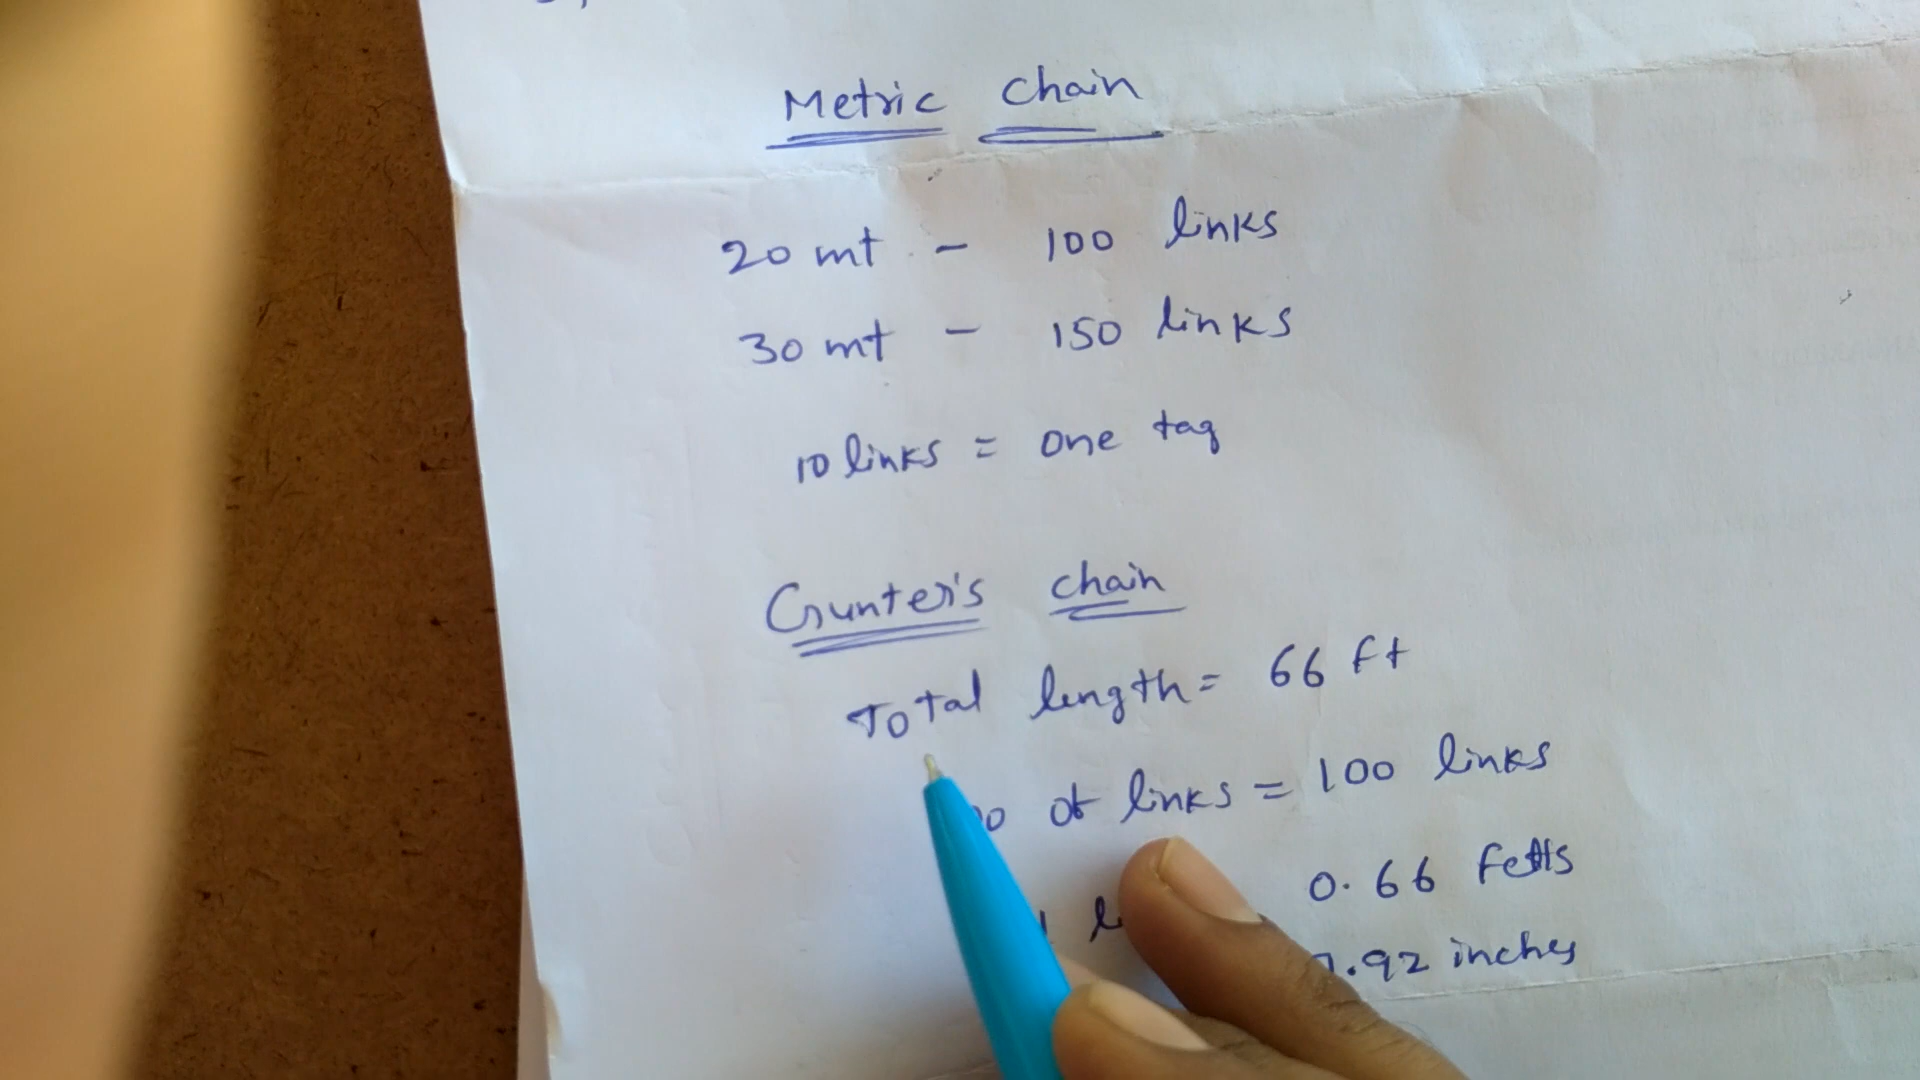 Metric Chain
20 mt - 100 links
30 mt - 150 links
10 links = one tag
Gunter's chain
Total length = 66 ft
of links = 100 links
0.66
.92 inches